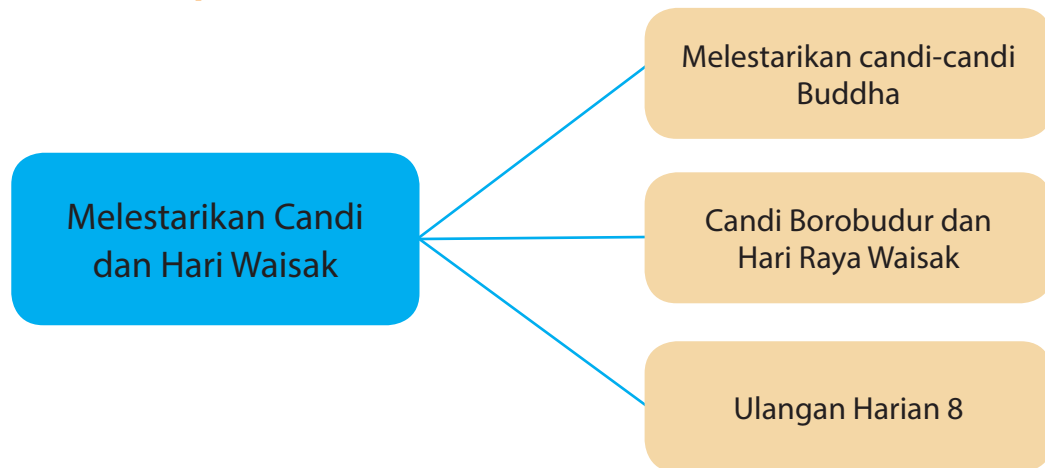 Melestarikan Candi
dan Hari Waisak
Melestarikan candi-candi
Buddha
Candi Borobudur dan
Hari Raya Waisak
Ulangan Harian 8